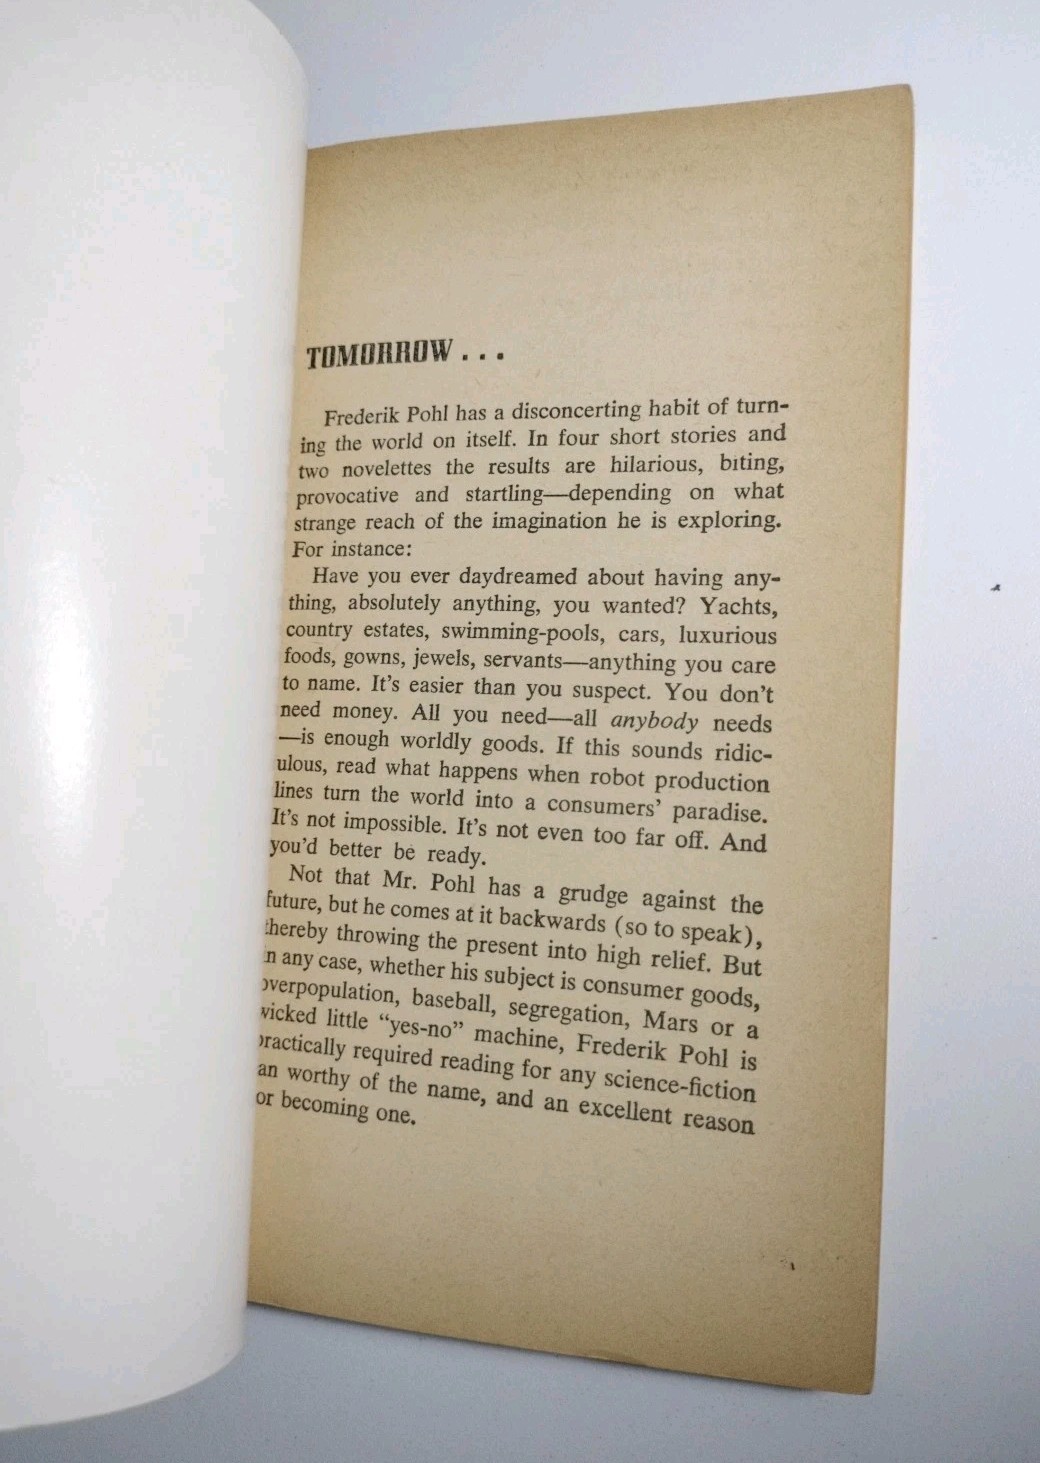 TOMORROW . . .
Frederik Pohl has a disconcerting habit of turn-
ing the world on itself. In four short stories and
two novelettes the results are hilarious, biting,
provocative and startling—depending on what
strange reach of the imagination he is exploring.
For instance:
Have you ever daydreamed about having any-
thing, absolutely anything, you wanted? Yachts,
country estates, swimming-pools, cars, luxurious
foods, gowns, jewels, servants—anything you care
to name. It's easier than you suspect. You don't
need money. All you need—all anybody needs
—is enough worldly goods. If this sounds ridic-
ulous, read what happens when robot production
lines turn the world into a consumers' paradise.
It's not impossible. It's not even too far off. And
you'd better be ready.
Not that Mr. Pohl has a grudge against the
future, but he comes at it backwards (so to speak),
thereby throwing the present into high relief. But
in any case, whether his subject is consumer goods,
overpopulation, baseball, segregation, Mars or a
wicked little "yes-no" machine, Frederik Pohl is
practically required reading for any science-fiction
an worthy of the name, and an excellent reason
or becoming one.